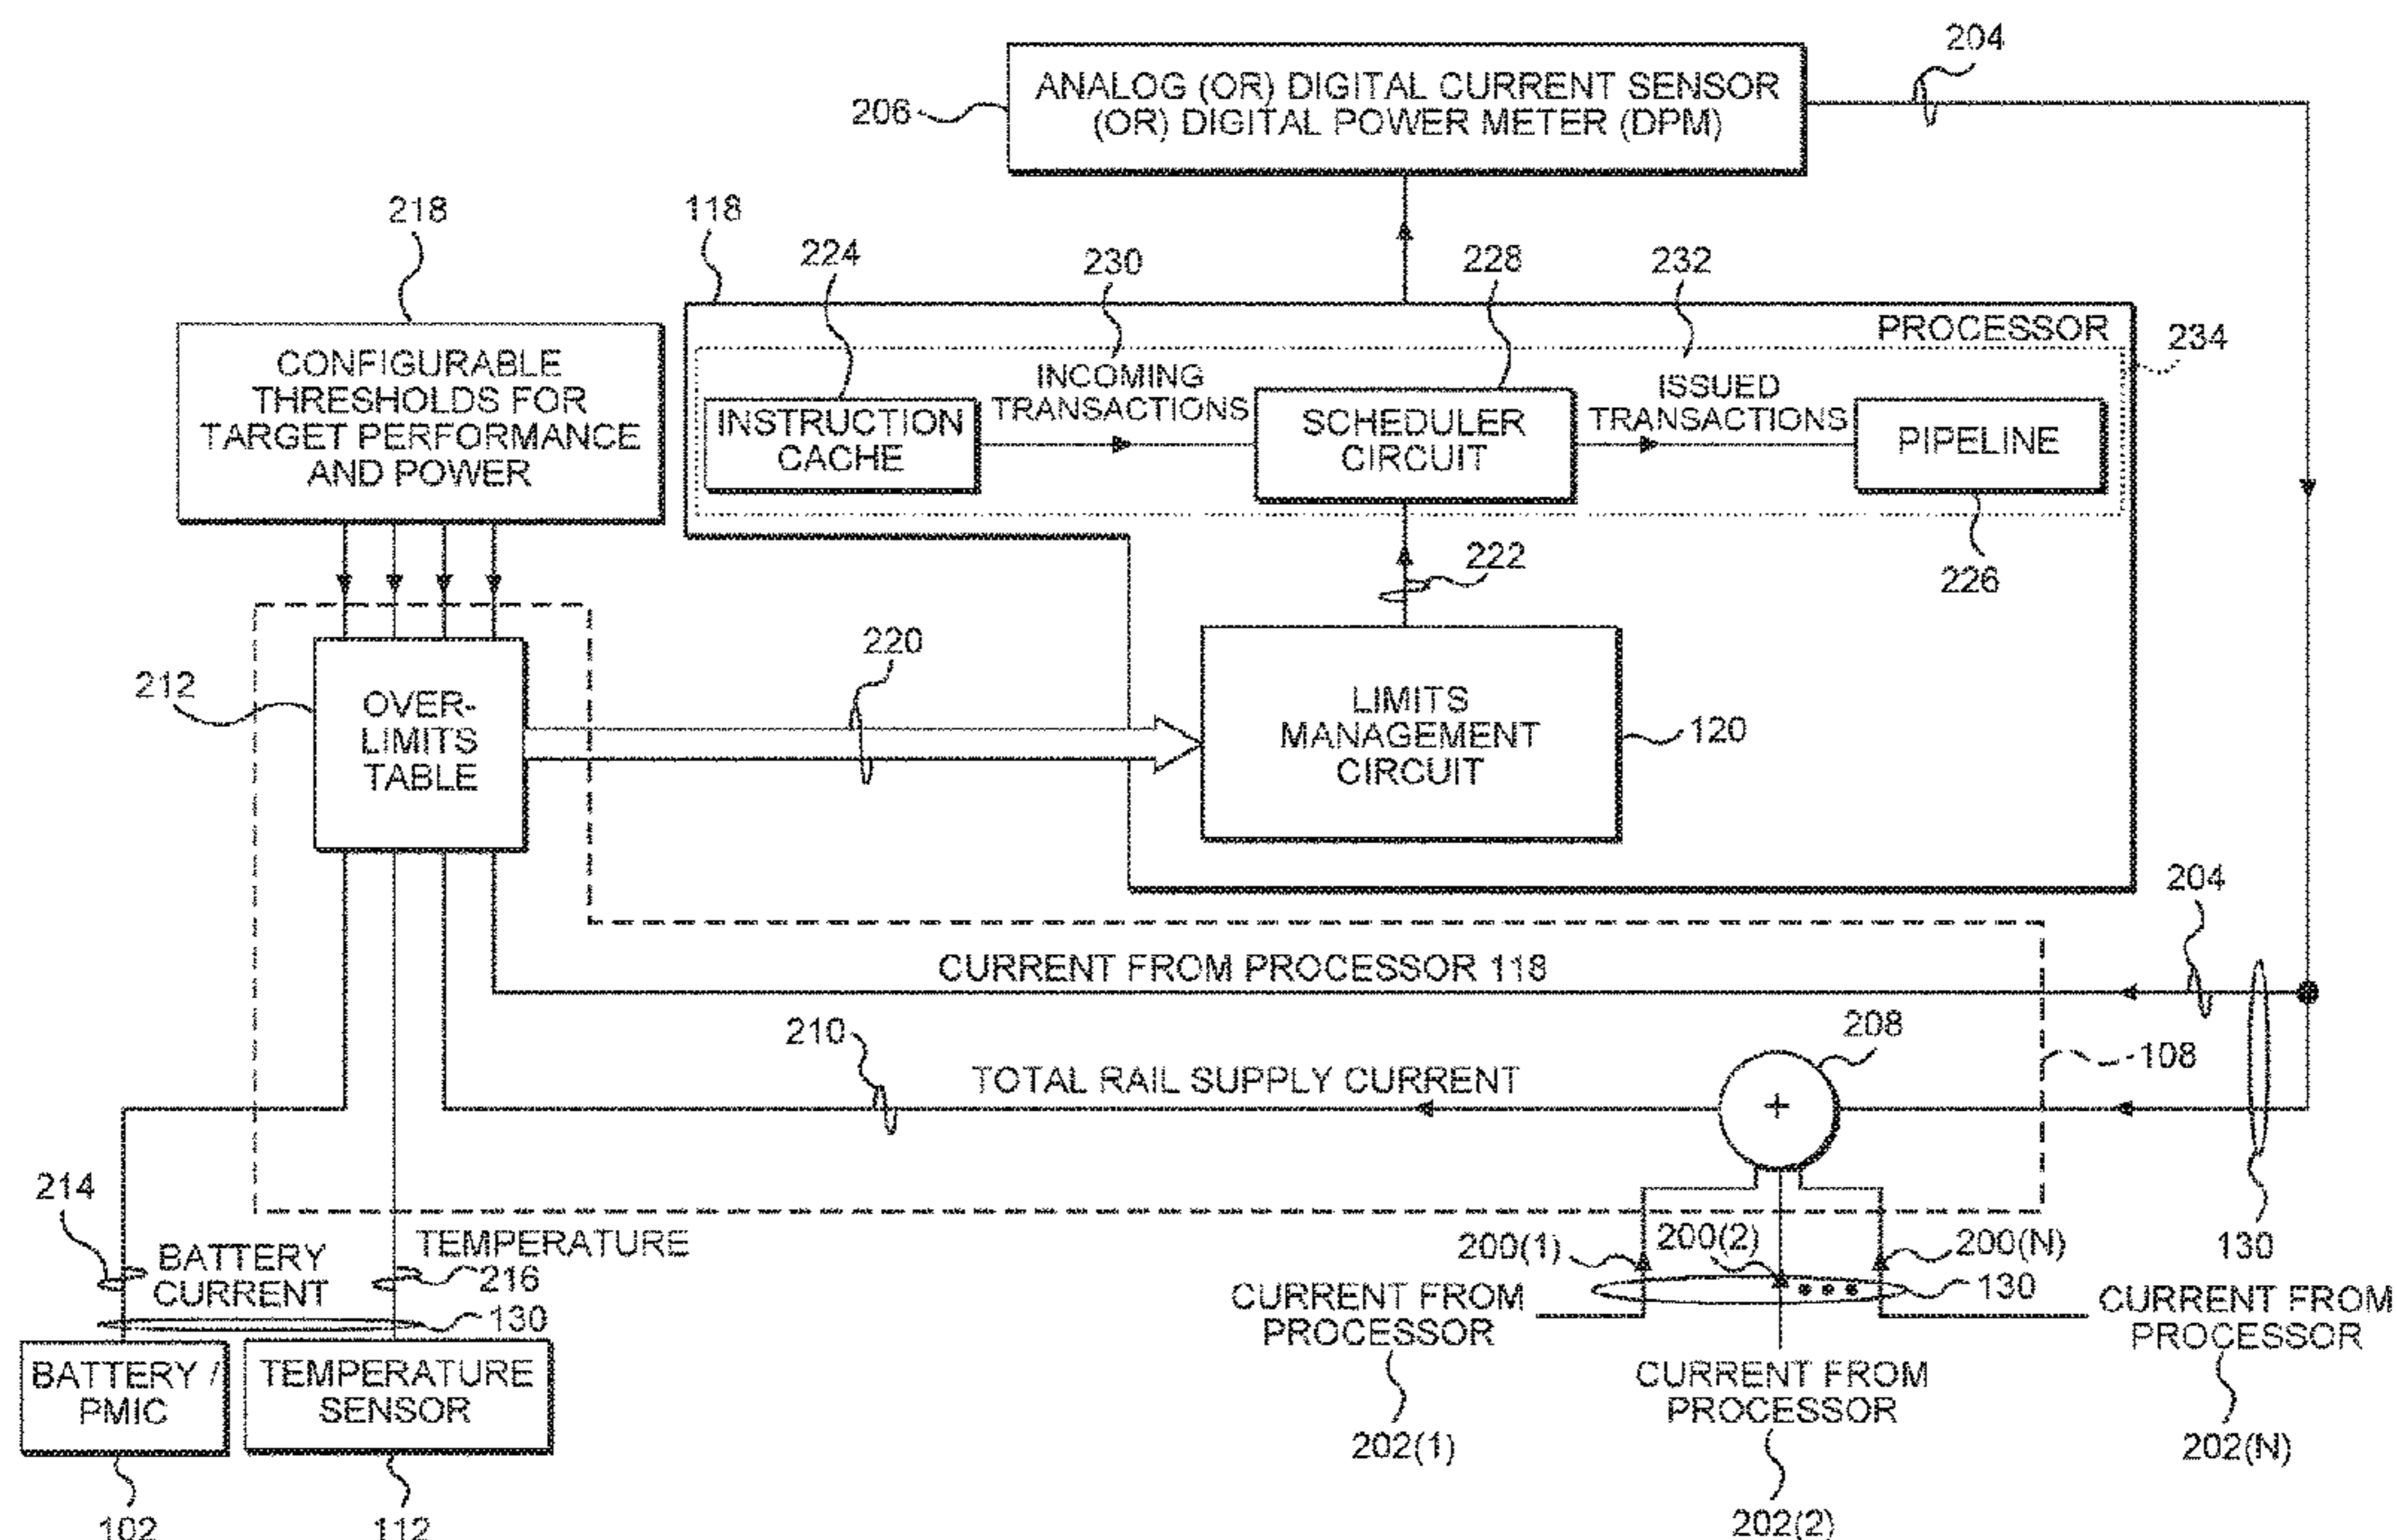 204
ANALOG (OR) DIGITAL CURRENT SENSOR
(OR) DIGITAL POWER METER (DPM)
206
218
118
224
230
228
232
PROCESSOR
234
CONFIGURABLE
THRESHOLDS FOR
TARGET PERFORMANCE
AND POWER
INCOMING
TRANSACTIONS
ISSUED
TRANSACTIONS
INSTRUCTION
CACHE
SCHEDULER
CIRCUIT
PIPELINE
222
226
220
212
OVER-
LIMITS
TABLE
LIMITS
MANAGEMENT
CIRCUIT
120
204
CURRENT FROM PROCESSOR 118
210
208
108
TOTAL RAIL SUPPLY CURRENT
+
214
BATTERY
CURRENT
TEMPERATURE
216
130
200(1)
200(2)
200(N)
130
130
CURRENT FROM
PROCESSOR
202(1)
CURRENT FROM
PROCESSOR
202(2)
CURRENT FROM
PROCESSOR
202(N)
BATTERY /
PMIC
TEMPERATURE
SENSOR
102
112